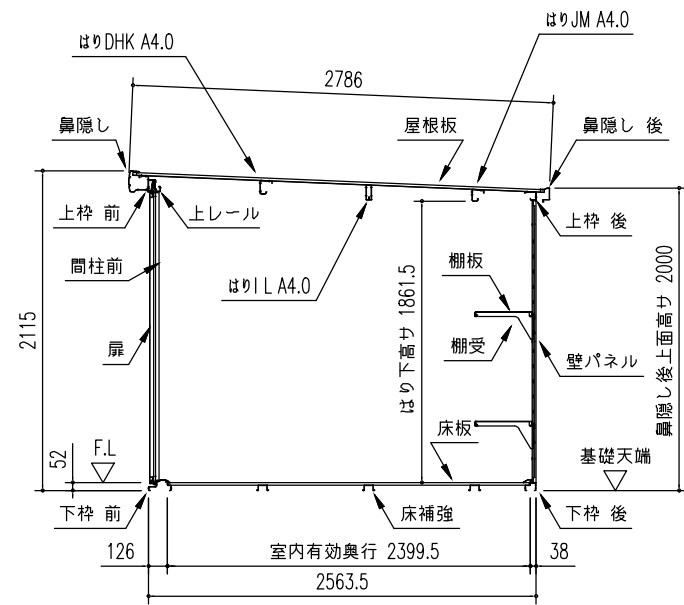 はりJM A4.0
はりDHK A4.0
2786
鼻隠し
屋根板
鼻隠し 後
上枠 前
上レール
上枠 後
間柱前
はりIL A4.0
棚板
2115
はり下高サ 1861.5
鼻隠し後上面高サ 2000
扉
棚受
壁パネル
床板
F.L
52
基礎天端
下枠 前
床補強
下枠 後
126
室内有効奥行 2399.5
38
2563.5